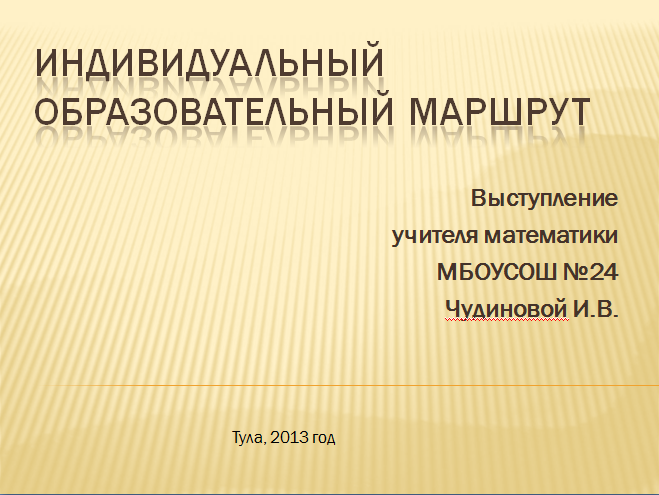 ИНДИВИДУАЛЬНЫЙ
ОБРАЗОВАТЕЛЬНЫЙ МАРШРУТ
Выступление
учителя математики
МБОУСОШ №24
Чудиновой И.В.
Тула, 2013 год